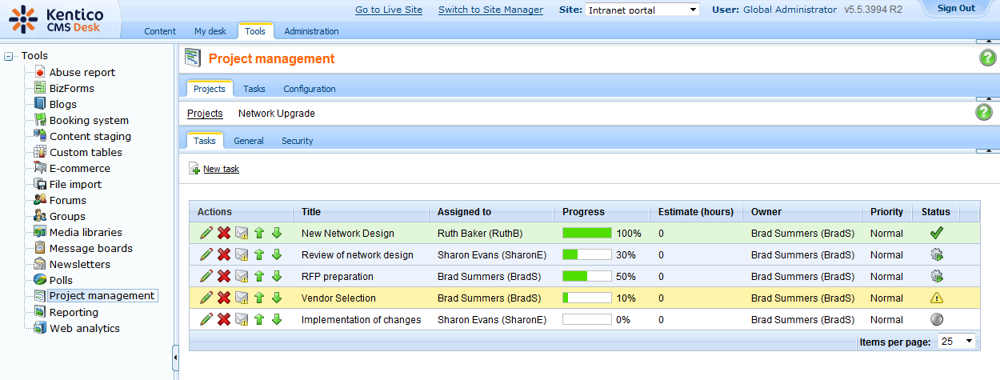 Kentico
CMS Desk
Go to Live Site Switch to Site Manager Site: Intranet portal User: Global Administrator v5.5.3994 R2 Sign Out
Content My desk Tools Administration
Tools
Abuse report
BizForms
Blogs
Booking system
Content staging
Custom tables
E-commerce
File import
Forums
Groups
Media libraries
Message boards
Newsletters
Polls
Project management
Reporting
Web analytics
Project management
Projects Tasks Configuration
Projects Network Upgrade
Tasks General Security
New task
Actions Title Assigned to Progress Estimate (hours) Owner Priority Status
New Network Design Ruth Baker (RuthB) 100% 0 Brad Summers (BradS) Normal
Review of network design Sharon Evans (SharonE) 30% 0 Brad Summers (BradS) Normal
RFP preparation Brad Summers (BradS) 50% 0 Brad Summers (BradS) Normal
Vendor Selection Brad Summers (BradS) 10% 0 Brad Summers (BradS) Normal
Implementation of changes Sharon Evans (SharonE) 0% 0 Brad Summers (BradS) Normal
Items per page: 25